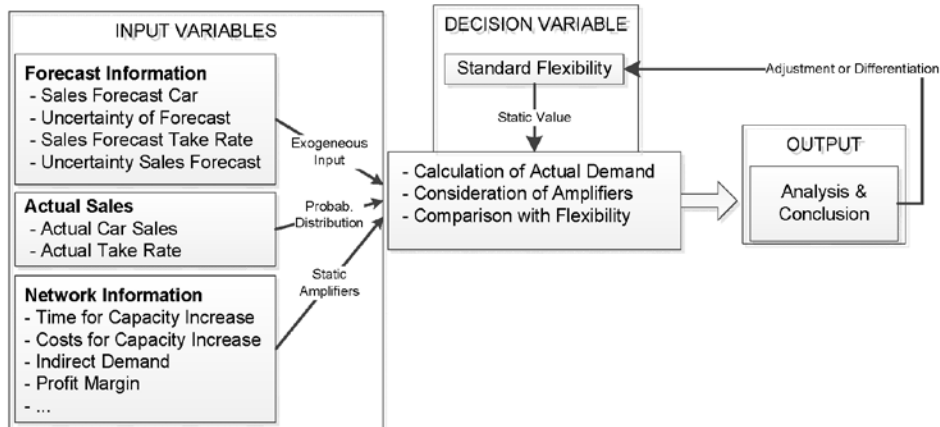 INPUT VARIABLES
Forecast Information
- Sales Forecast Car
- Uncertainty of Forecast
- Sales Forecast Take Rate
- Uncertainty Sales Forecast
Actual Sales
- Actual Car Sales
- Actual Take Rate
Network Information
- Time for Capacity Increase
- Costs for Capacity Increase
- Indirect Demand
- Profit Margin
- ...
Exogeneous
Input
Probab.
Distribution
Static
Amplifiers
DECISION VARIABLE
Standard Flexibility
Static Value
- Calculation of Actual Demand
- Consideration of Amplifiers
- Comparison with Flexibility
Adjustment or Differentiation
OUTPUT
Analysis &
Conclusion